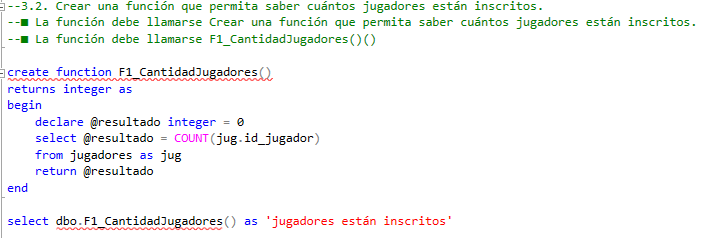 --3.2. Crear una función que permita saber cuántos jugadores están inscritos.
--■ La función debe llamarse Crear una función que permita saber cuántos jugadores están inscritos.
--■ La función debe llamarse F1_CantidadJugadores()()
create function F1_CantidadJugadores()
returns integer as
begin
declare @resultado integer = 0
select @resultado = COUNT(jug.id_jugador)
from jugadores as jug
return @resultado
end
select dbo.F1_CantidadJugadores() as 'jugadores están inscritos'